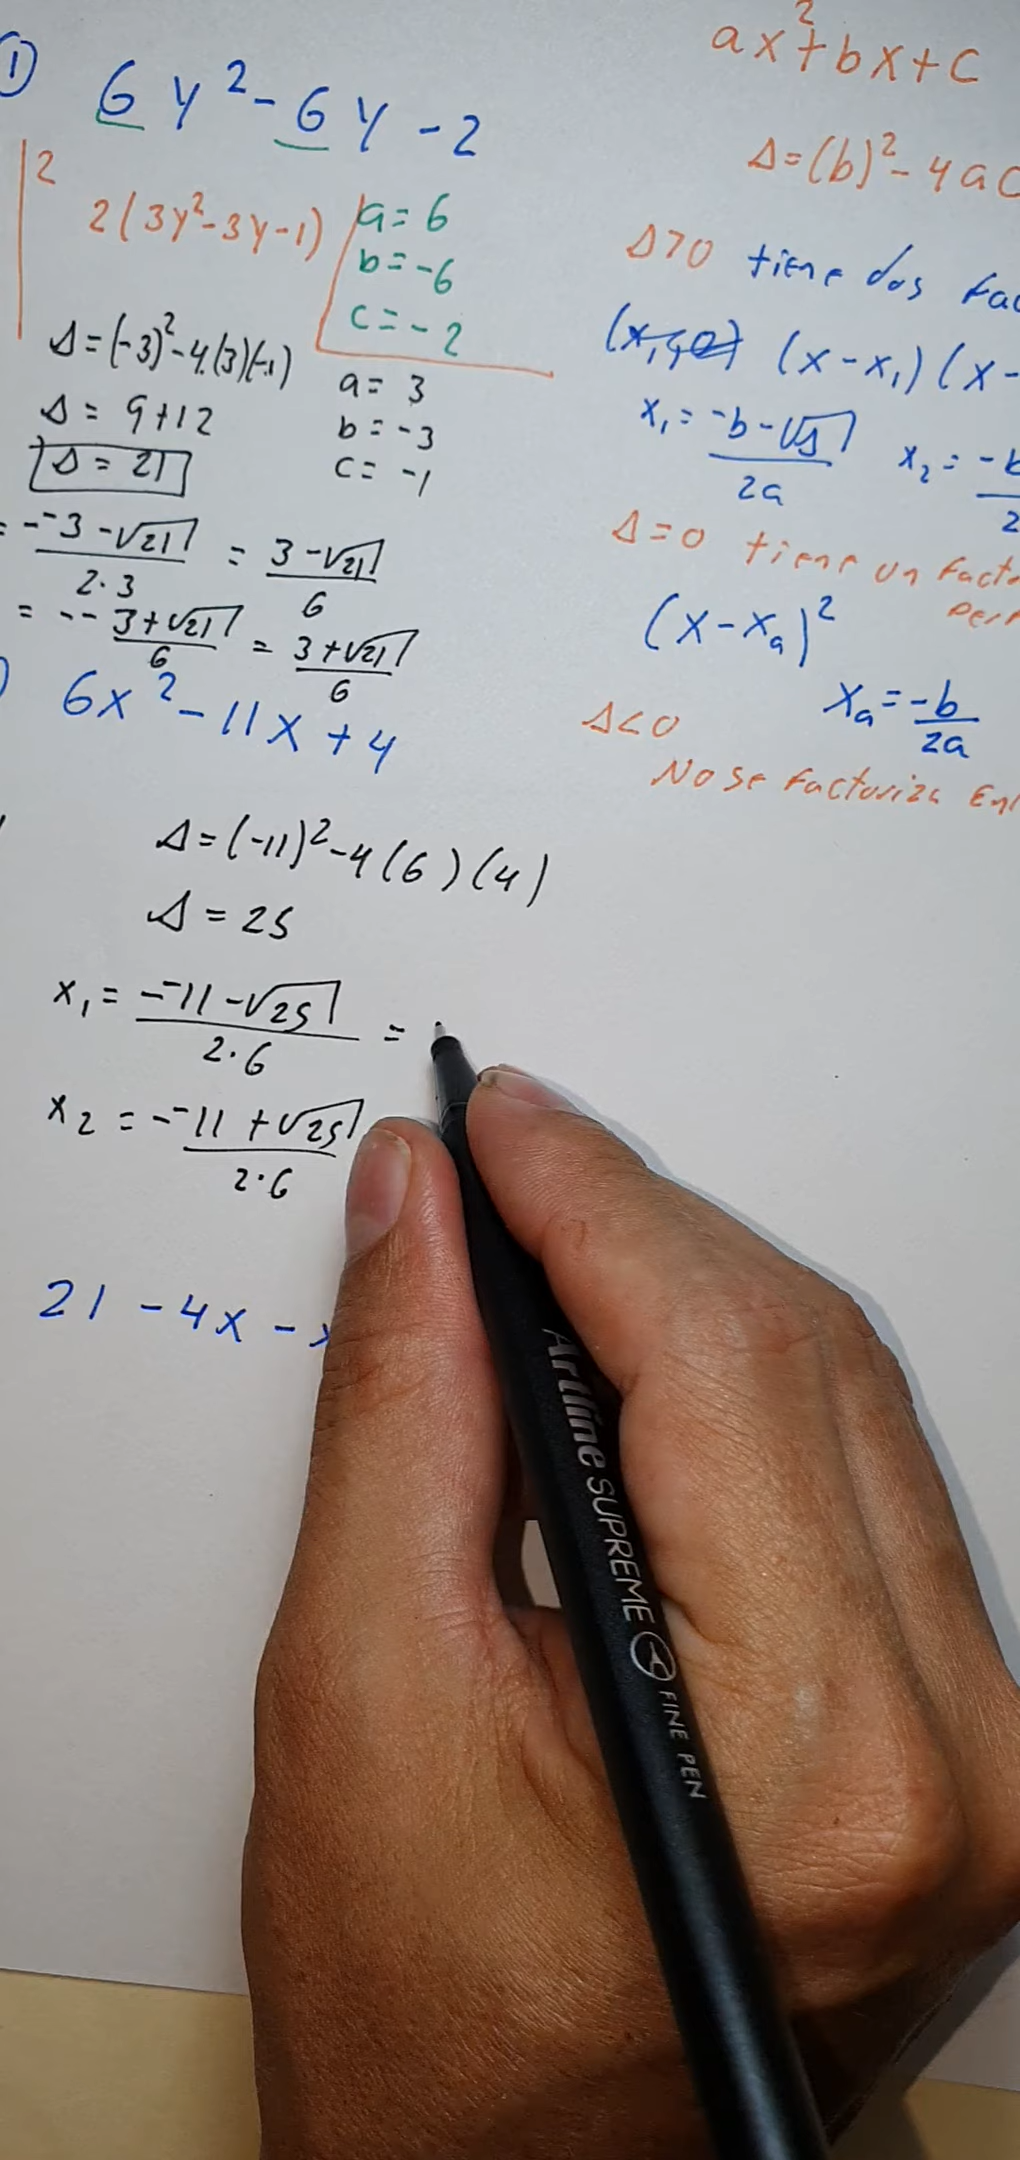 ① 6y² - 6y - 2
2
2(3y²-3y-1)
a = 6
b = -6
c = -2
Δ=(-3)²-4.(3)(-1)
Δ = 9+12
Δ = 21
a = 3
b = -3
c = -1
= --3 -√21 / 2·3 = 3-√21 / 6
= -- 3+√21 / 6 = 3+√21 / 6
6x² - 11x + 4
Δ=(-11)²-4(6)(4)
Δ = 25
x₁ = --11 -√25 / 2·6 =
x₂ = --11 +√25 / 2·6
21 - 4x -
ax²+bx+c
Δ=(b)²-4ac
Δ>0 tiene dos
(x-x₁)(x-
x₁ = -b-√Δ / 2a x₂ = -b / 2
Δ=0 tiene un
(x-xₐ)²
xₐ = -b / 2a
Δ<0
No se factoriza En
Artline SUPREME FINE PEN